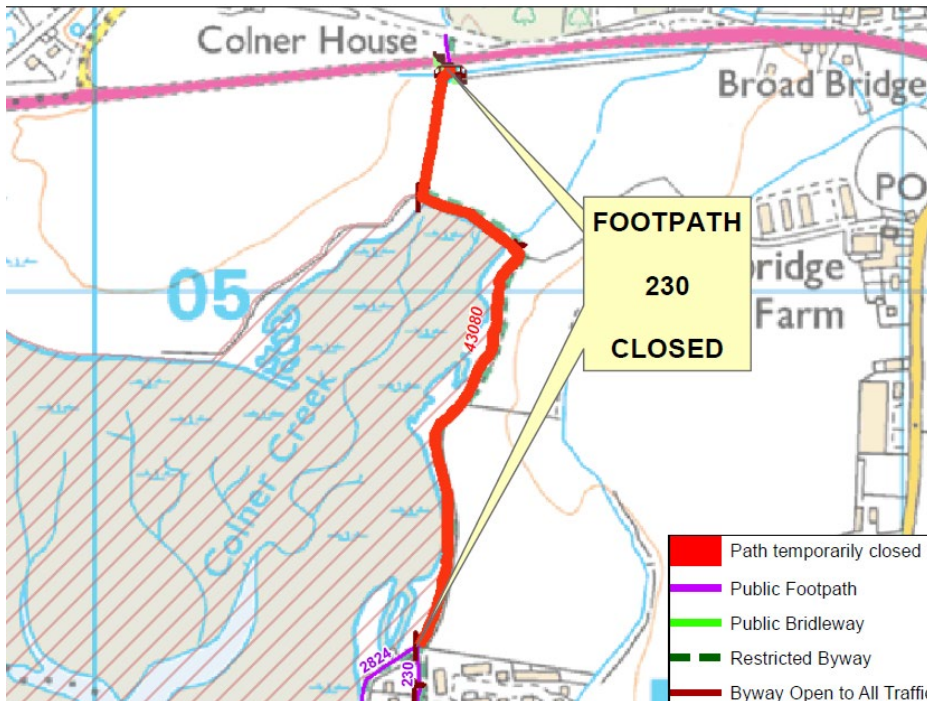 Colner House
Broad Bridge
PO
FOOTPATH
230
CLOSED
bridge
Farm
05
43080
Colner Creek
2824
230
Path temporarily closed
Public Footpath
Public Bridleway
Restricted Byway
Byway Open to All Traffic